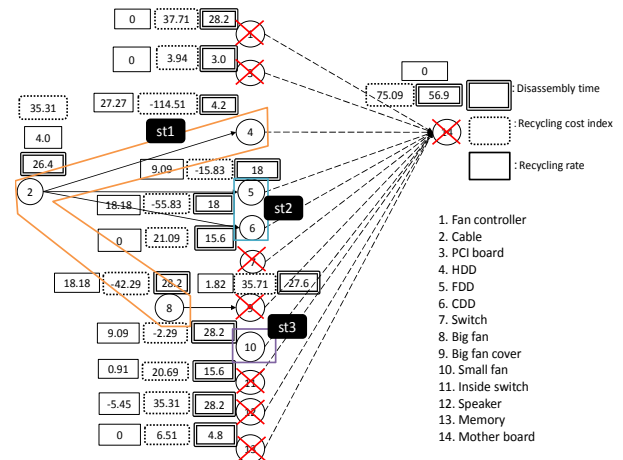 0 37.71 28.2 1
0 3.94 3.0 3
0
75.09 56.9
14
: Disassembly time
: Recycling cost index
: Recycling rate
35.31
4.0
26.4
2
27.27 -114.51 4.2
st1
4
9.09 -15.83 18
5
18.18 -55.83 18
st2
6
0 21.09 15.6
7
18.18 -42.29 28.2
8
1.82 35.71 27.6
9
st3
9.09 -2.29 28.2
10
0.91 20.69 15.6
11
-5.45 35.31 28.2
12
0 6.51 4.8
13
1. Fan controller
2. Cable
3. PCI board
4. HDD
5. FDD
6. CDD
7. Switch
8. Big fan
9. Big fan cover
10. Small fan
11. Inside switch
12. Speaker
13. Memory
14. Mother board